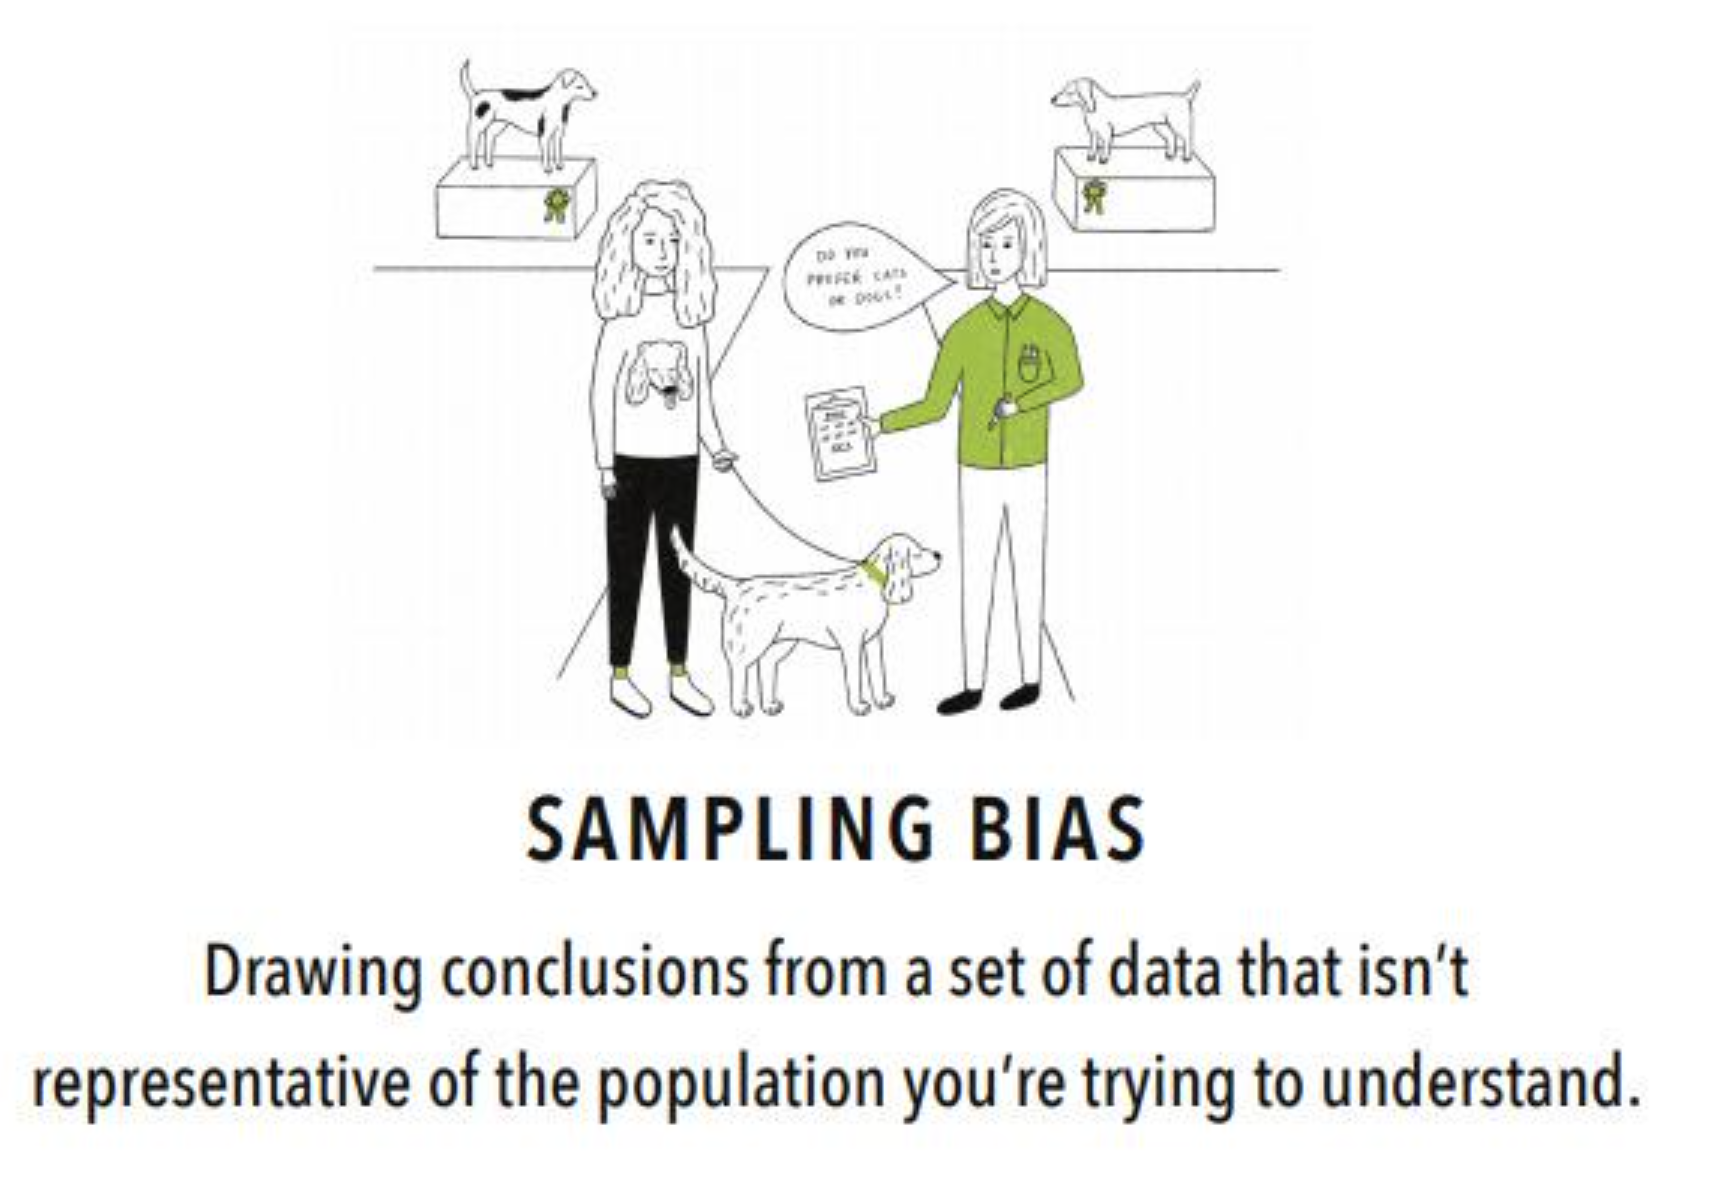 DO YOU
PREFER CATS
OR DOGS?
SAMPLING BIAS
Drawing conclusions from a set of data that isn't
representative of the population you're trying to understand.